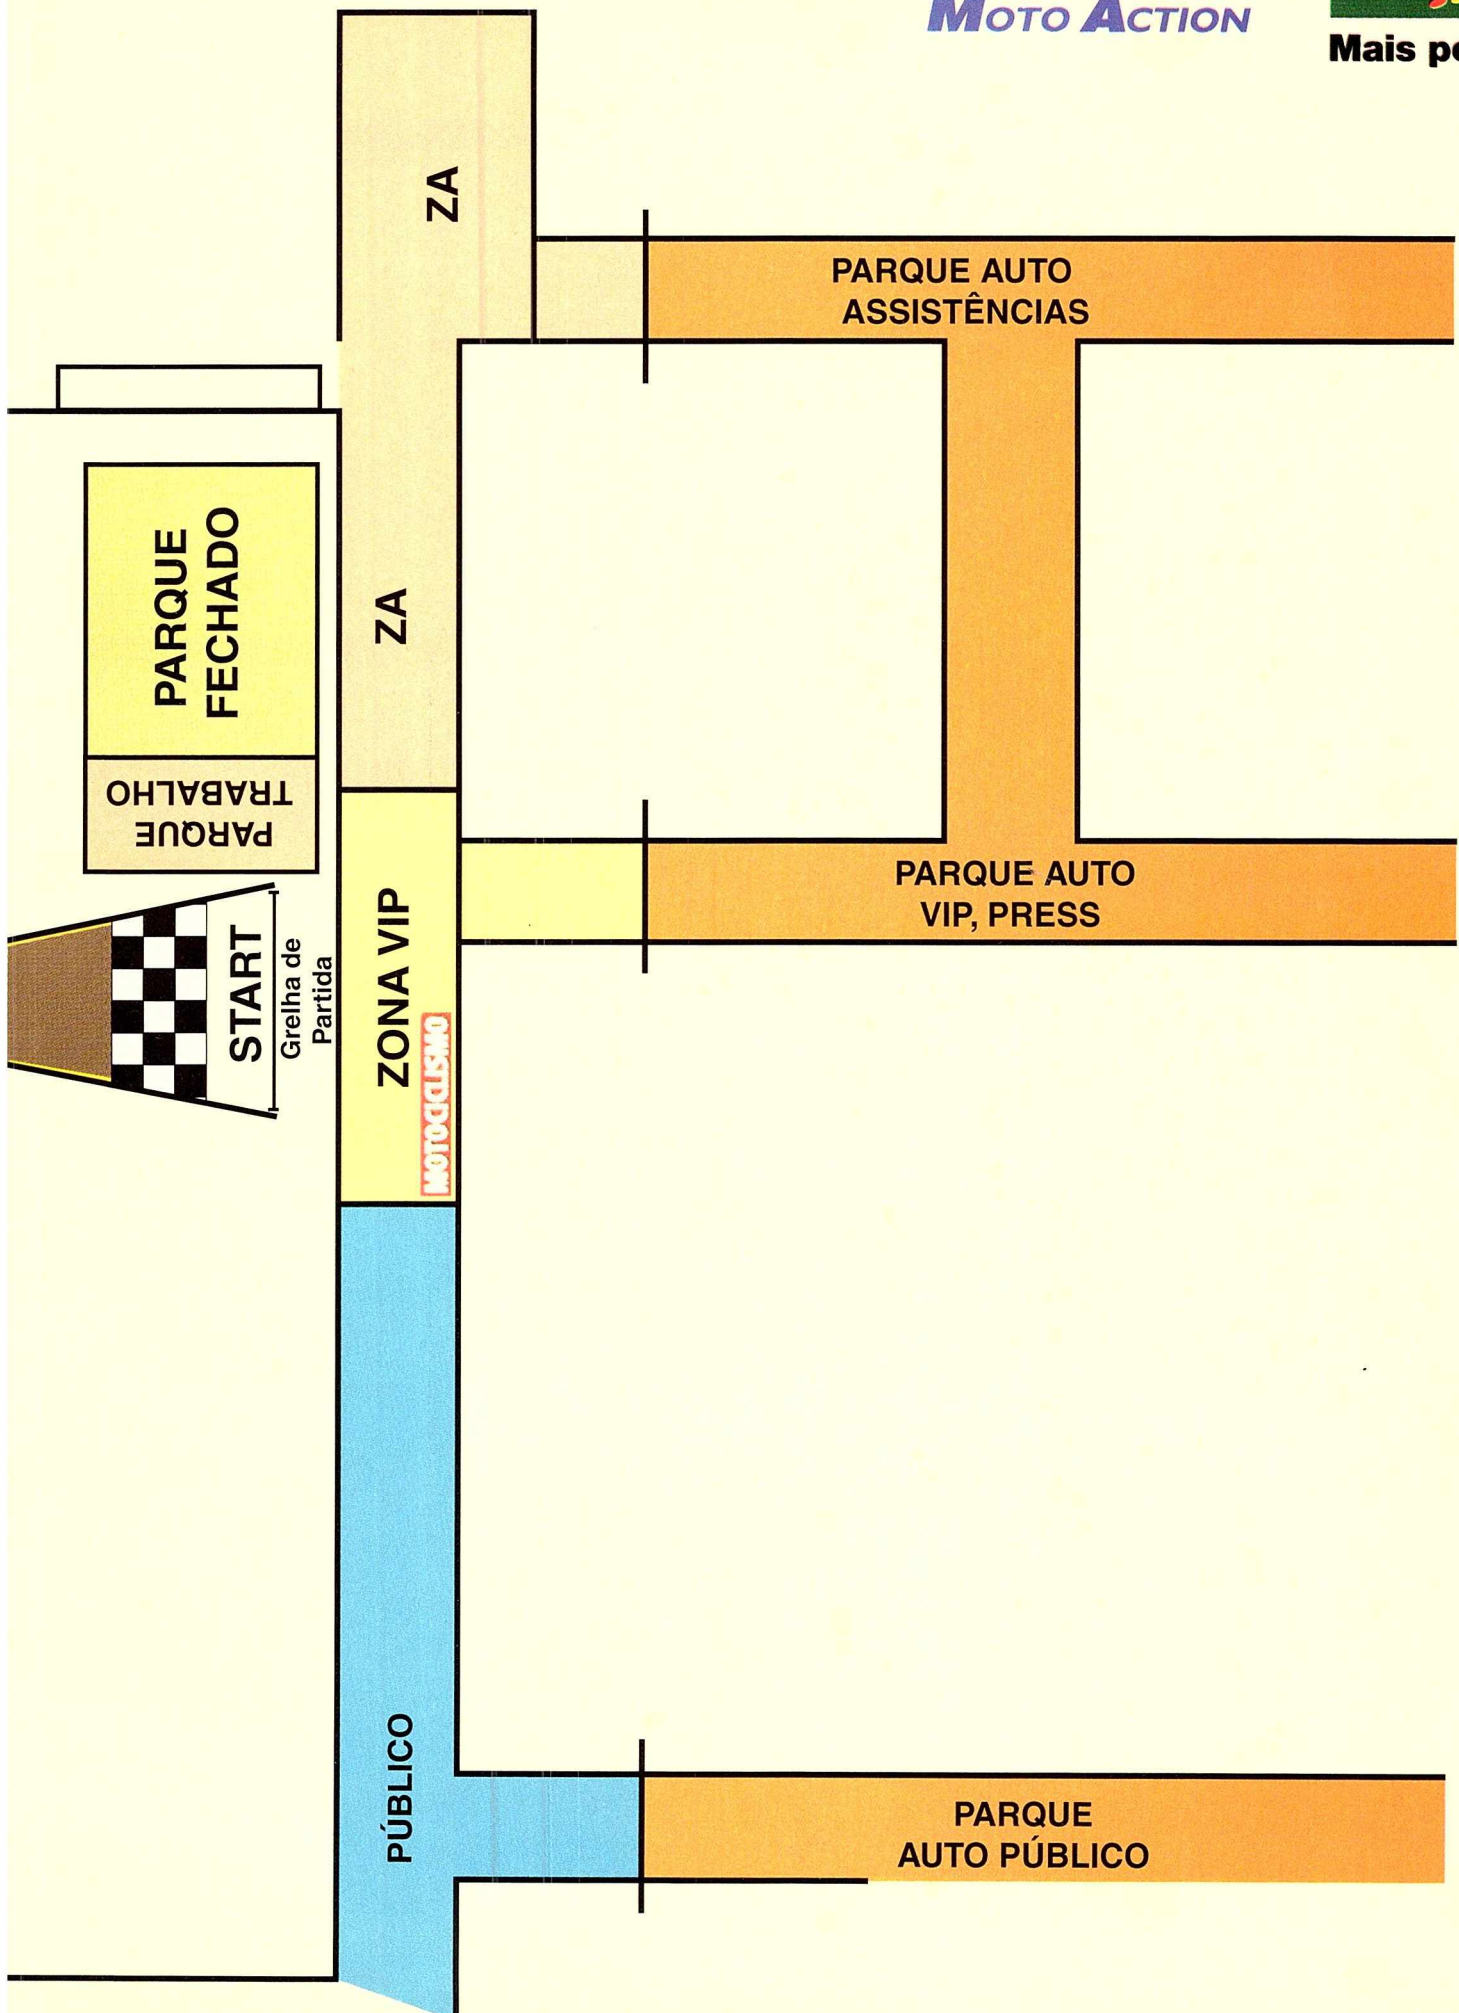 MOTO ACTION
Mais
ZA
PARQUE AUTO
ASSISTÊNCIAS
PARQUE
FECHADO
ZA
PARQUE
TRABALHO
START
Grelha de
Partida
ZONA VIP
MOTOCICLISMO
PARQUE AUTO
VIP, PRESS
PÚBLICO
PARQUE
AUTO PÚBLICO